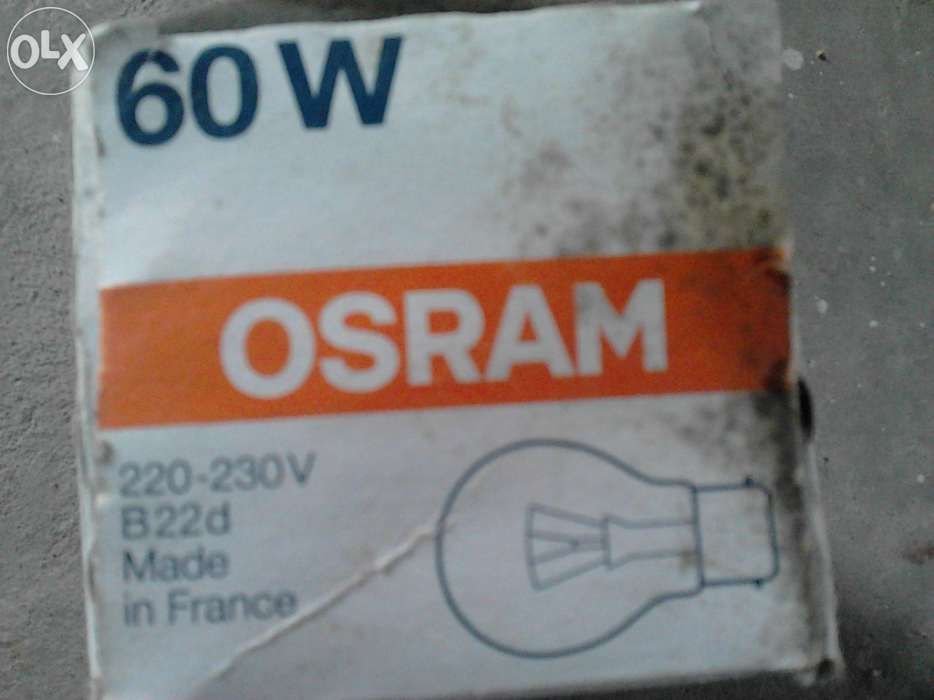 OLX
60 W
OSRAM
220-230V
B22d
Made
in France